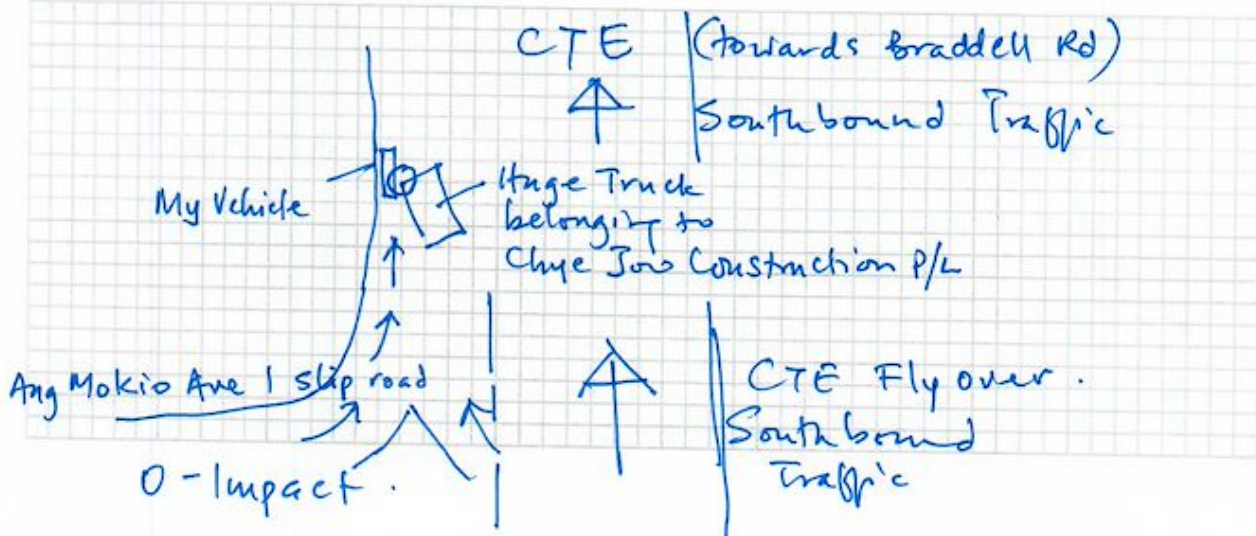 CTE (towards Braddell Rd)
Southbound Traffic
My Vehicle
Huge Truck
belonging to
Chye Joo Construction P/L
Ang Mokio Ave 1 slip road
CTE Flyover.
Southbound
Traffic
O - Impact.